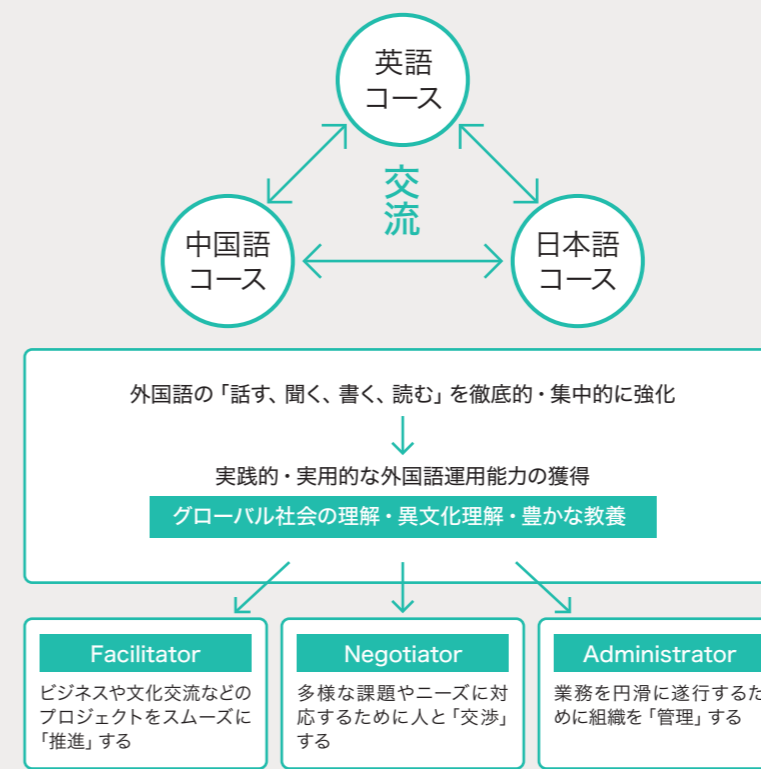 英語
コース
交
流
中国語
コース
日本語
コース
外国語の「話す、聞く、書く、読む」を徹底的・集中的に強化
実践的・実用的な外国語運用能力の獲得
グローバル社会の理解・異文化理解・豊かな教養
Facilitator
ビジネスや文化交流などの
プロジェクトをスムーズに
「推進」する
Negotiator
多様な課題やニーズに対
応するために人と「交渉」
する
Administrator
業務を円滑に遂行するた
めに組織を「管理」する